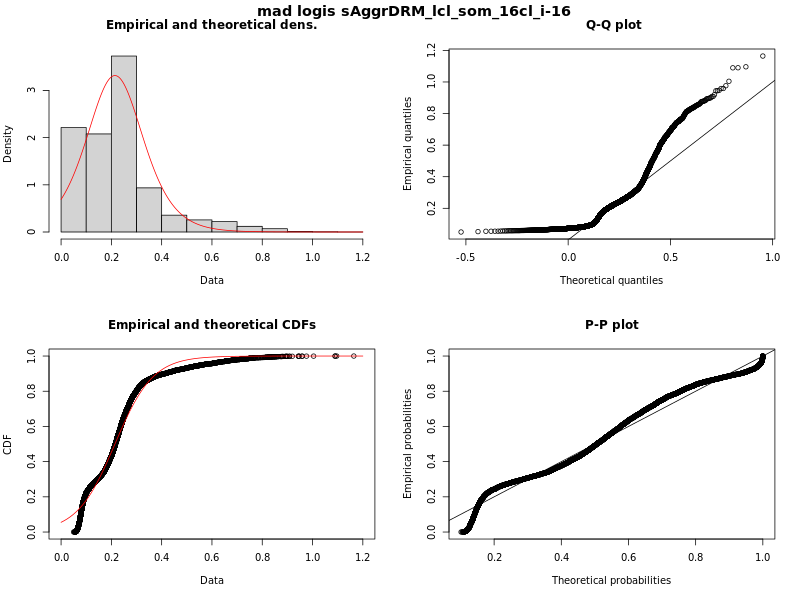 mad logis sAggrDRM_lcl_som_16cl_i-16
Empirical and theoretical dens.
Density
0 1 2 3
0.0 0.2 0.4 0.6 0.8 1.0 1.2
Data
Q-Q plot
Empirical quantiles
0.2 0.4 0.6 0.8 1.0 1.2
-0.5 0.0 0.5 1.0
Theoretical quantiles
Empirical and theoretical CDFs
CDF
0.0 0.2 0.4 0.6 0.8 1.0
0.0 0.2 0.4 0.6 0.8 1.0 1.2
Data
P-P plot
Empirical probabilities
0.0 0.2 0.4 0.6 0.8 1.0
0.2 0.4 0.6 0.8 1.0
Theoretical probabilities